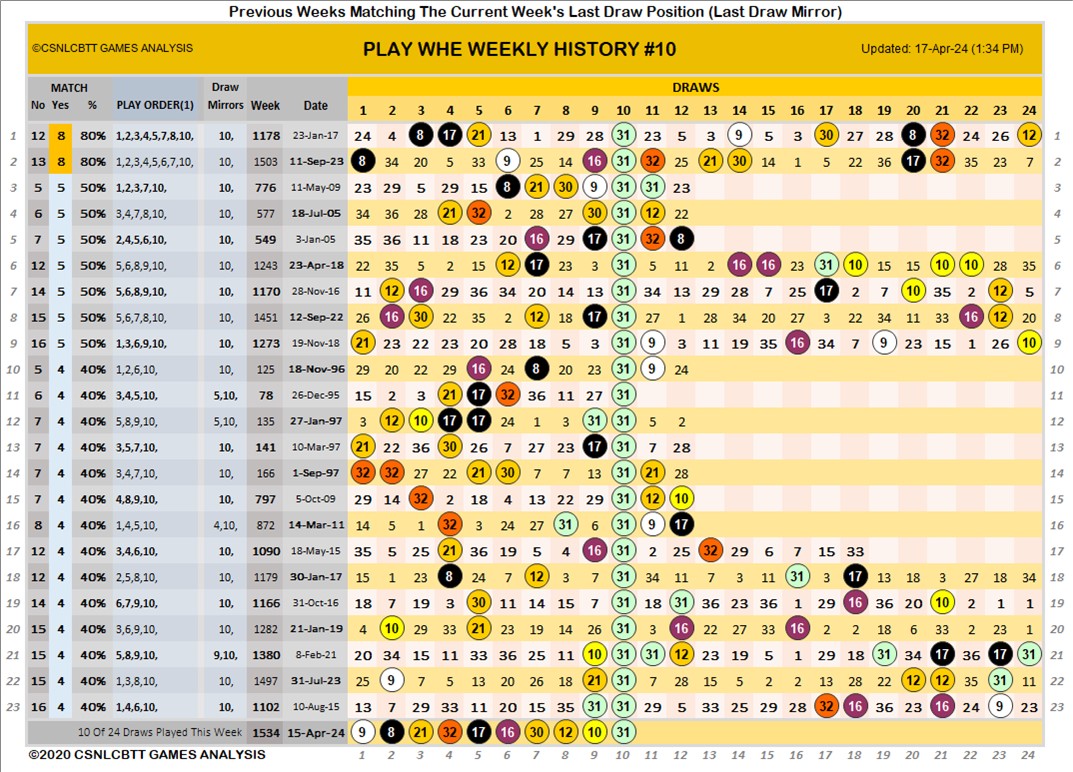 Previous Weeks Matching The Current Week's Last Draw Position (Last Draw Mirror)
©CSNLCBTT GAMES ANALYSIS PLAY WHE WEEKLY HISTORY #10 Updated: 17-Apr-24 (1:34 PM)
MATCH Draw DRAWS
No Yes % PLAY ORDER(1) Mirrors Week Date 1 2 3 4 5 6 7 8 9 10 11 12 13 14 15 16 17 18 19 20 21 22 23 24
1 12 8 80% 1,2,3,4,5,7,8,10, 10, 1178 23-Jan-17 24 4 8 17 21 13 1 29 28 31 23 5 3 9 5 3 30 27 28 8 32 24 26 12 1
2 13 8 80% 1,2,3,4,5,6,7,10, 10, 1503 11-Sep-23 8 34 20 5 33 9 25 14 16 31 32 25 21 30 14 1 5 22 36 17 32 35 23 7 2
3 5 5 50% 1,2,3,7,10, 10, 776 11-May-09 23 29 5 29 15 8 21 30 9 31 31 23 3
4 6 5 50% 3,4,7,8,10, 10, 577 18-Jul-05 34 36 28 21 32 2 28 27 30 31 12 22 4
5 7 5 50% 2,4,5,6,10, 10, 549 3-Jan-05 35 36 11 18 23 20 16 29 17 31 32 8 5
6 12 5 50% 5,6,8,9,10, 10, 1243 23-Apr-18 22 35 5 2 15 12 17 23 3 31 5 11 2 16 16 23 31 10 15 15 10 10 28 35 6
7 14 5 50% 5,6,8,9,10, 10, 1170 28-Nov-16 11 12 16 29 36 34 20 14 13 31 34 13 29 28 7 25 17 2 7 10 35 2 12 5 7
8 15 5 50% 5,6,7,8,10, 10, 1451 12-Sep-22 26 16 30 22 35 2 12 18 17 31 27 1 28 34 20 27 3 22 34 11 33 16 12 20 8
9 16 5 50% 1,3,6,9,10, 10, 1273 19-Nov-18 21 23 22 23 20 28 18 5 3 31 9 3 11 19 35 16 34 7 9 23 15 1 26 10 9
10 5 4 40% 1,2,6,10, 10, 125 18-Nov-96 29 20 22 29 16 24 8 20 23 31 9 24 10
11 6 4 40% 3,4,5,10, 5,10, 78 26-Dec-95 15 2 3 21 17 32 36 11 27 31 11
12 7 4 40% 5,8,9,10, 5,10, 135 27-Jan-97 3 12 10 17 17 24 1 3 31 31 5 2 12
13 7 4 40% 3,5,7,10, 10, 141 10-Mar-97 21 22 36 30 26 7 27 23 17 31 7 28 13
14 7 4 40% 3,4,7,10, 10, 166 1-Sep-97 32 32 27 22 21 30 7 7 13 31 21 28 14
15 7 4 40% 4,8,9,10, 10, 797 5-Oct-09 29 14 32 2 18 4 13 22 29 31 12 10 15
16 8 4 40% 1,4,5,10, 4,10, 872 14-Mar-11 14 5 1 32 3 24 27 31 6 31 9 17 16
17 12 4 40% 3,4,6,10, 10, 1090 18-May-15 35 5 25 21 36 19 5 4 16 31 2 25 32 29 6 7 15 33 17
18 12 4 40% 2,5,8,10, 10, 1179 30-Jan-17 15 1 23 8 24 7 12 3 7 31 34 11 7 3 11 31 3 17 13 18 3 27 18 34 18
19 14 4 40% 6,7,9,10, 10, 1166 31-Oct-16 18 7 19 3 30 11 14 15 7 31 18 31 36 23 36 1 29 16 36 20 10 2 1 1 19
20 15 4 40% 3,6,9,10, 10, 1282 21-Jan-19 4 10 29 33 21 23 19 14 26 31 3 16 22 27 33 16 2 2 18 6 33 2 23 1 20
21 15 4 40% 5,8,9,10, 9,10, 1380 8-Feb-21 20 34 15 11 33 36 25 11 10 31 31 12 23 19 5 1 29 18 31 34 17 36 17 31 21
22 15 4 40% 1,3,8,10, 10, 1497 31-Jul-23 25 9 7 5 13 20 26 18 21 31 7 28 15 5 2 2 13 28 22 12 12 35 31 11 22
23 16 4 40% 1,4,6,10, 10, 1102 10-Aug-15 13 7 29 33 11 20 15 35 31 31 29 5 33 25 29 28 32 16 36 23 16 24 9 23 23
10 Of 24 Draws Played This Week 1534 15-Apr-24 9 8 21 32 17 16 30 12 10 31
©2020 CSNLCBTT GAMES ANALYSIS 1 2 3 4 5 6 7 8 9 10 11 12 13 14 15 16 17 18 19 20 21 22 23 24